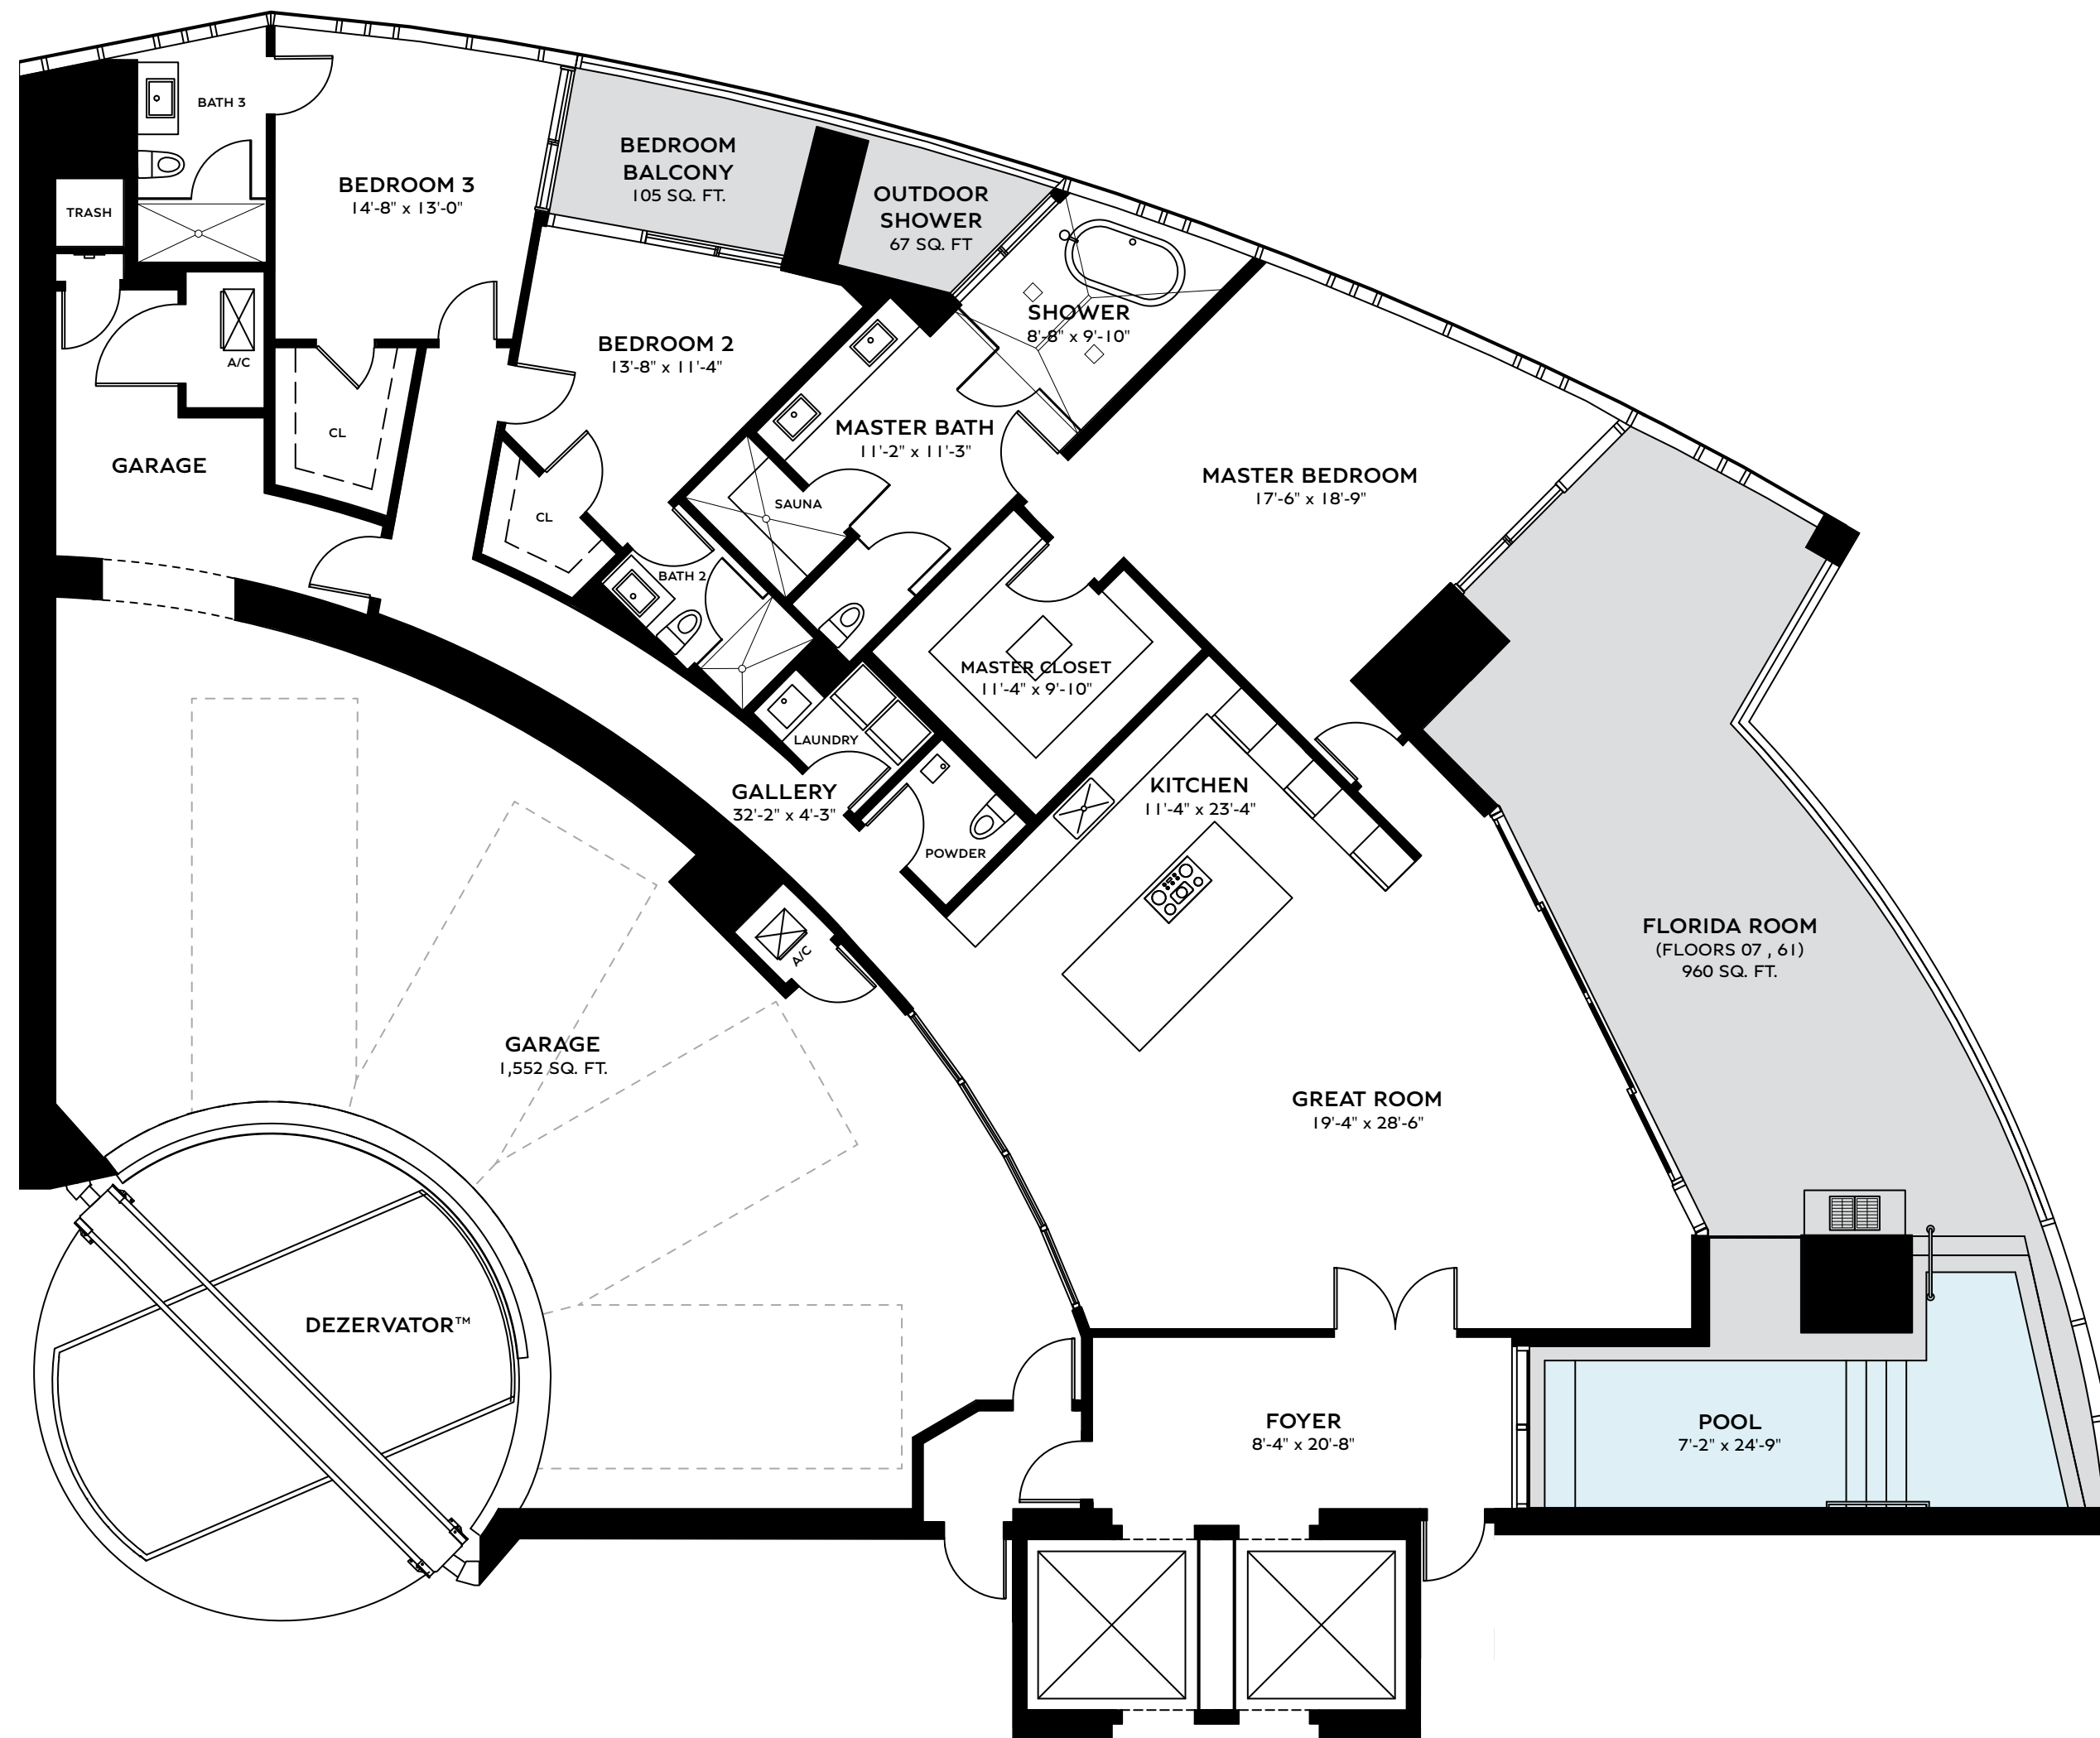 BATH 3
BEDROOM 3
14'-8" x 13'-0"
BEDROOM
BALCONY
105 SQ. FT.
OUTDOOR
SHOWER
67 SQ. FT
TRASH
A/C
SHOWER
8'-8" x 9'-10"
BEDROOM 2
13'-8" x 11'-4"
MASTER BATH
11'-2" x 11'-3"
CL
GARAGE
MASTER BEDROOM
17'-6" x 18'-9"
SAUNA
CL
BATH 2
MASTER CLOSET
11'-4" x 9'-10"
LAUNDRY
GALLERY
32'-2" x 4'-3"
KITCHEN
11'-4" x 23'-4"
POWDER
A/C
FLORIDA ROOM
(FLOORS 07 , 61)
960 SQ. FT.
GARAGE
1,552 SQ. FT.
GREAT ROOM
19'-4" x 28'-6"
DEZERVATOR™
FOYER
8'-4" x 20'-8"
POOL
7'-2" x 24'-9"